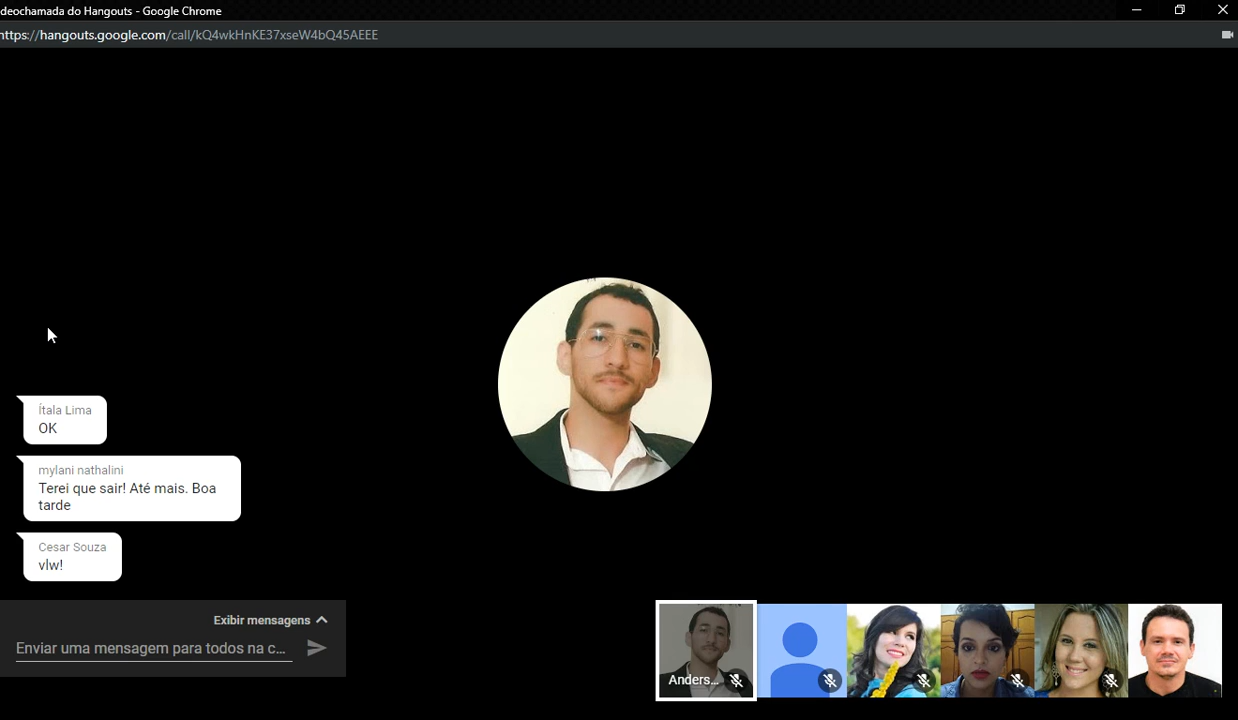 deochamada do Hangouts - Google Chrome
https://hangouts.google.com/call/kQ4wkHnKE37xseW4bQ45AEEE
Ítala Lima
OK
mylani nathalini
Terei que sair! Até mais. Boa
tarde
Cesar Souza
vlw!
Exibir mensagens
Enviar uma mensagem para todos na c...
Anders...